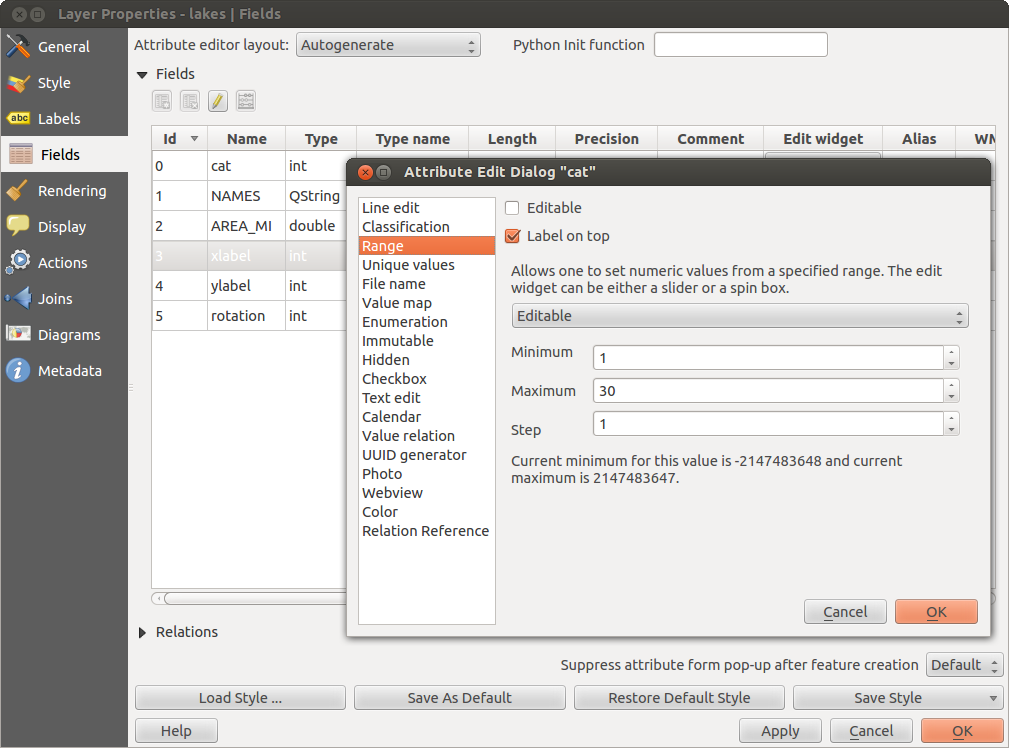 Layer Properties - lakes | Fields
General
Style
abc Labels
Fields
Rendering
Display
Actions
Joins
Diagrams
i Metadata
Attribute editor layout: Autogenerate Python Init function
Fields
Id Name Type Type name Length Precision Comment Edit widget Alias WM
0 cat int
1 NAMES QString
2 AREA_MI double
3 xlabel int
4 ylabel int
5 rotation int
Attribute Edit Dialog "cat"
Line edit
Classification
Range
Unique values
File name
Value map
Enumeration
Immutable
Hidden
Checkbox
Text edit
Calendar
Value relation
UUID generator
Photo
Webview
Color
Relation Reference
Editable
Label on top
Allows one to set numeric values from a specified range. The edit
widget can be either a slider or a spin box.
Editable
Minimum 1
Maximum 30
Step 1
Current minimum for this value is -2147483648 and current
maximum is 2147483647.
Cancel OK
Relations
Suppress attribute form pop-up after feature creation Default
Load Style ... Save As Default Restore Default Style Save Style
Help Apply Cancel OK